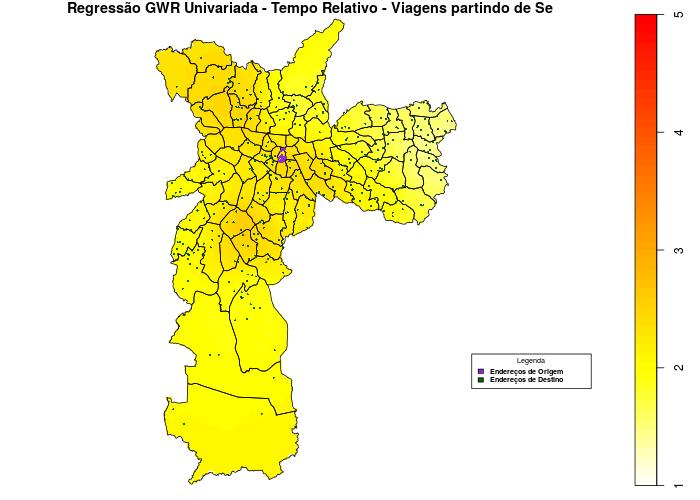 Regressão GWR Univariada - Tempo Relativo - Viagens partindo de Se
5
4
3
2
1
Legenda
Endereços de Origem
Endereços de Destino